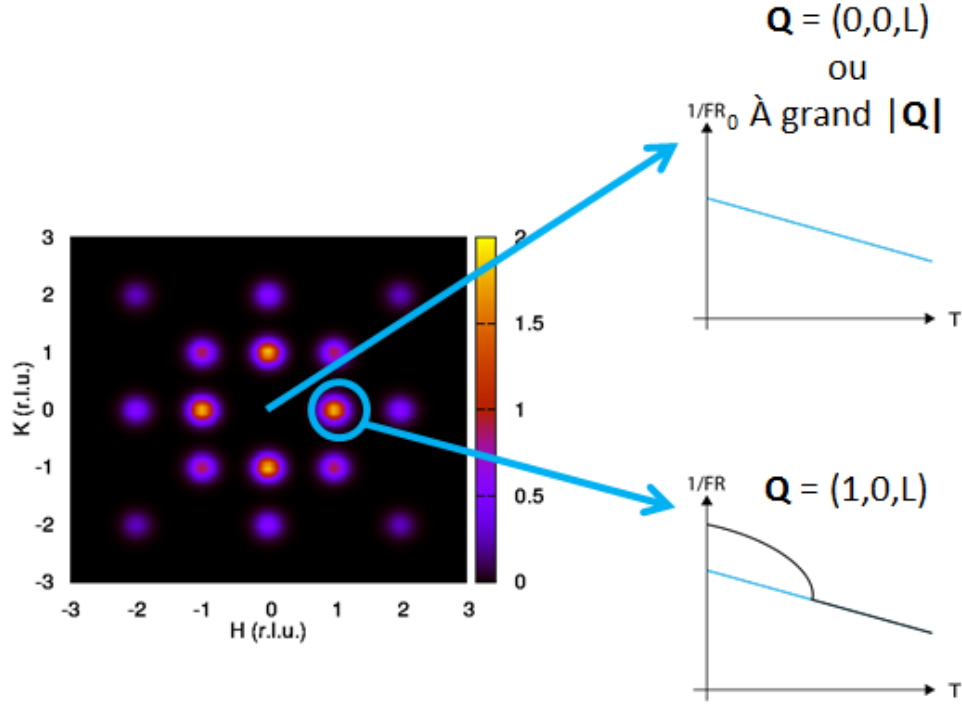 Q = (0,0,L)
ou
1/FR₀ À grand |Q|
T
3
2
1
0
-1
-2
-3
K (r.l.u.)
-3 -2 -1 0 1 2 3
H (r.l.u.)
2
1.5
1
0.5
0
1/FR Q = (1,0,L)
T